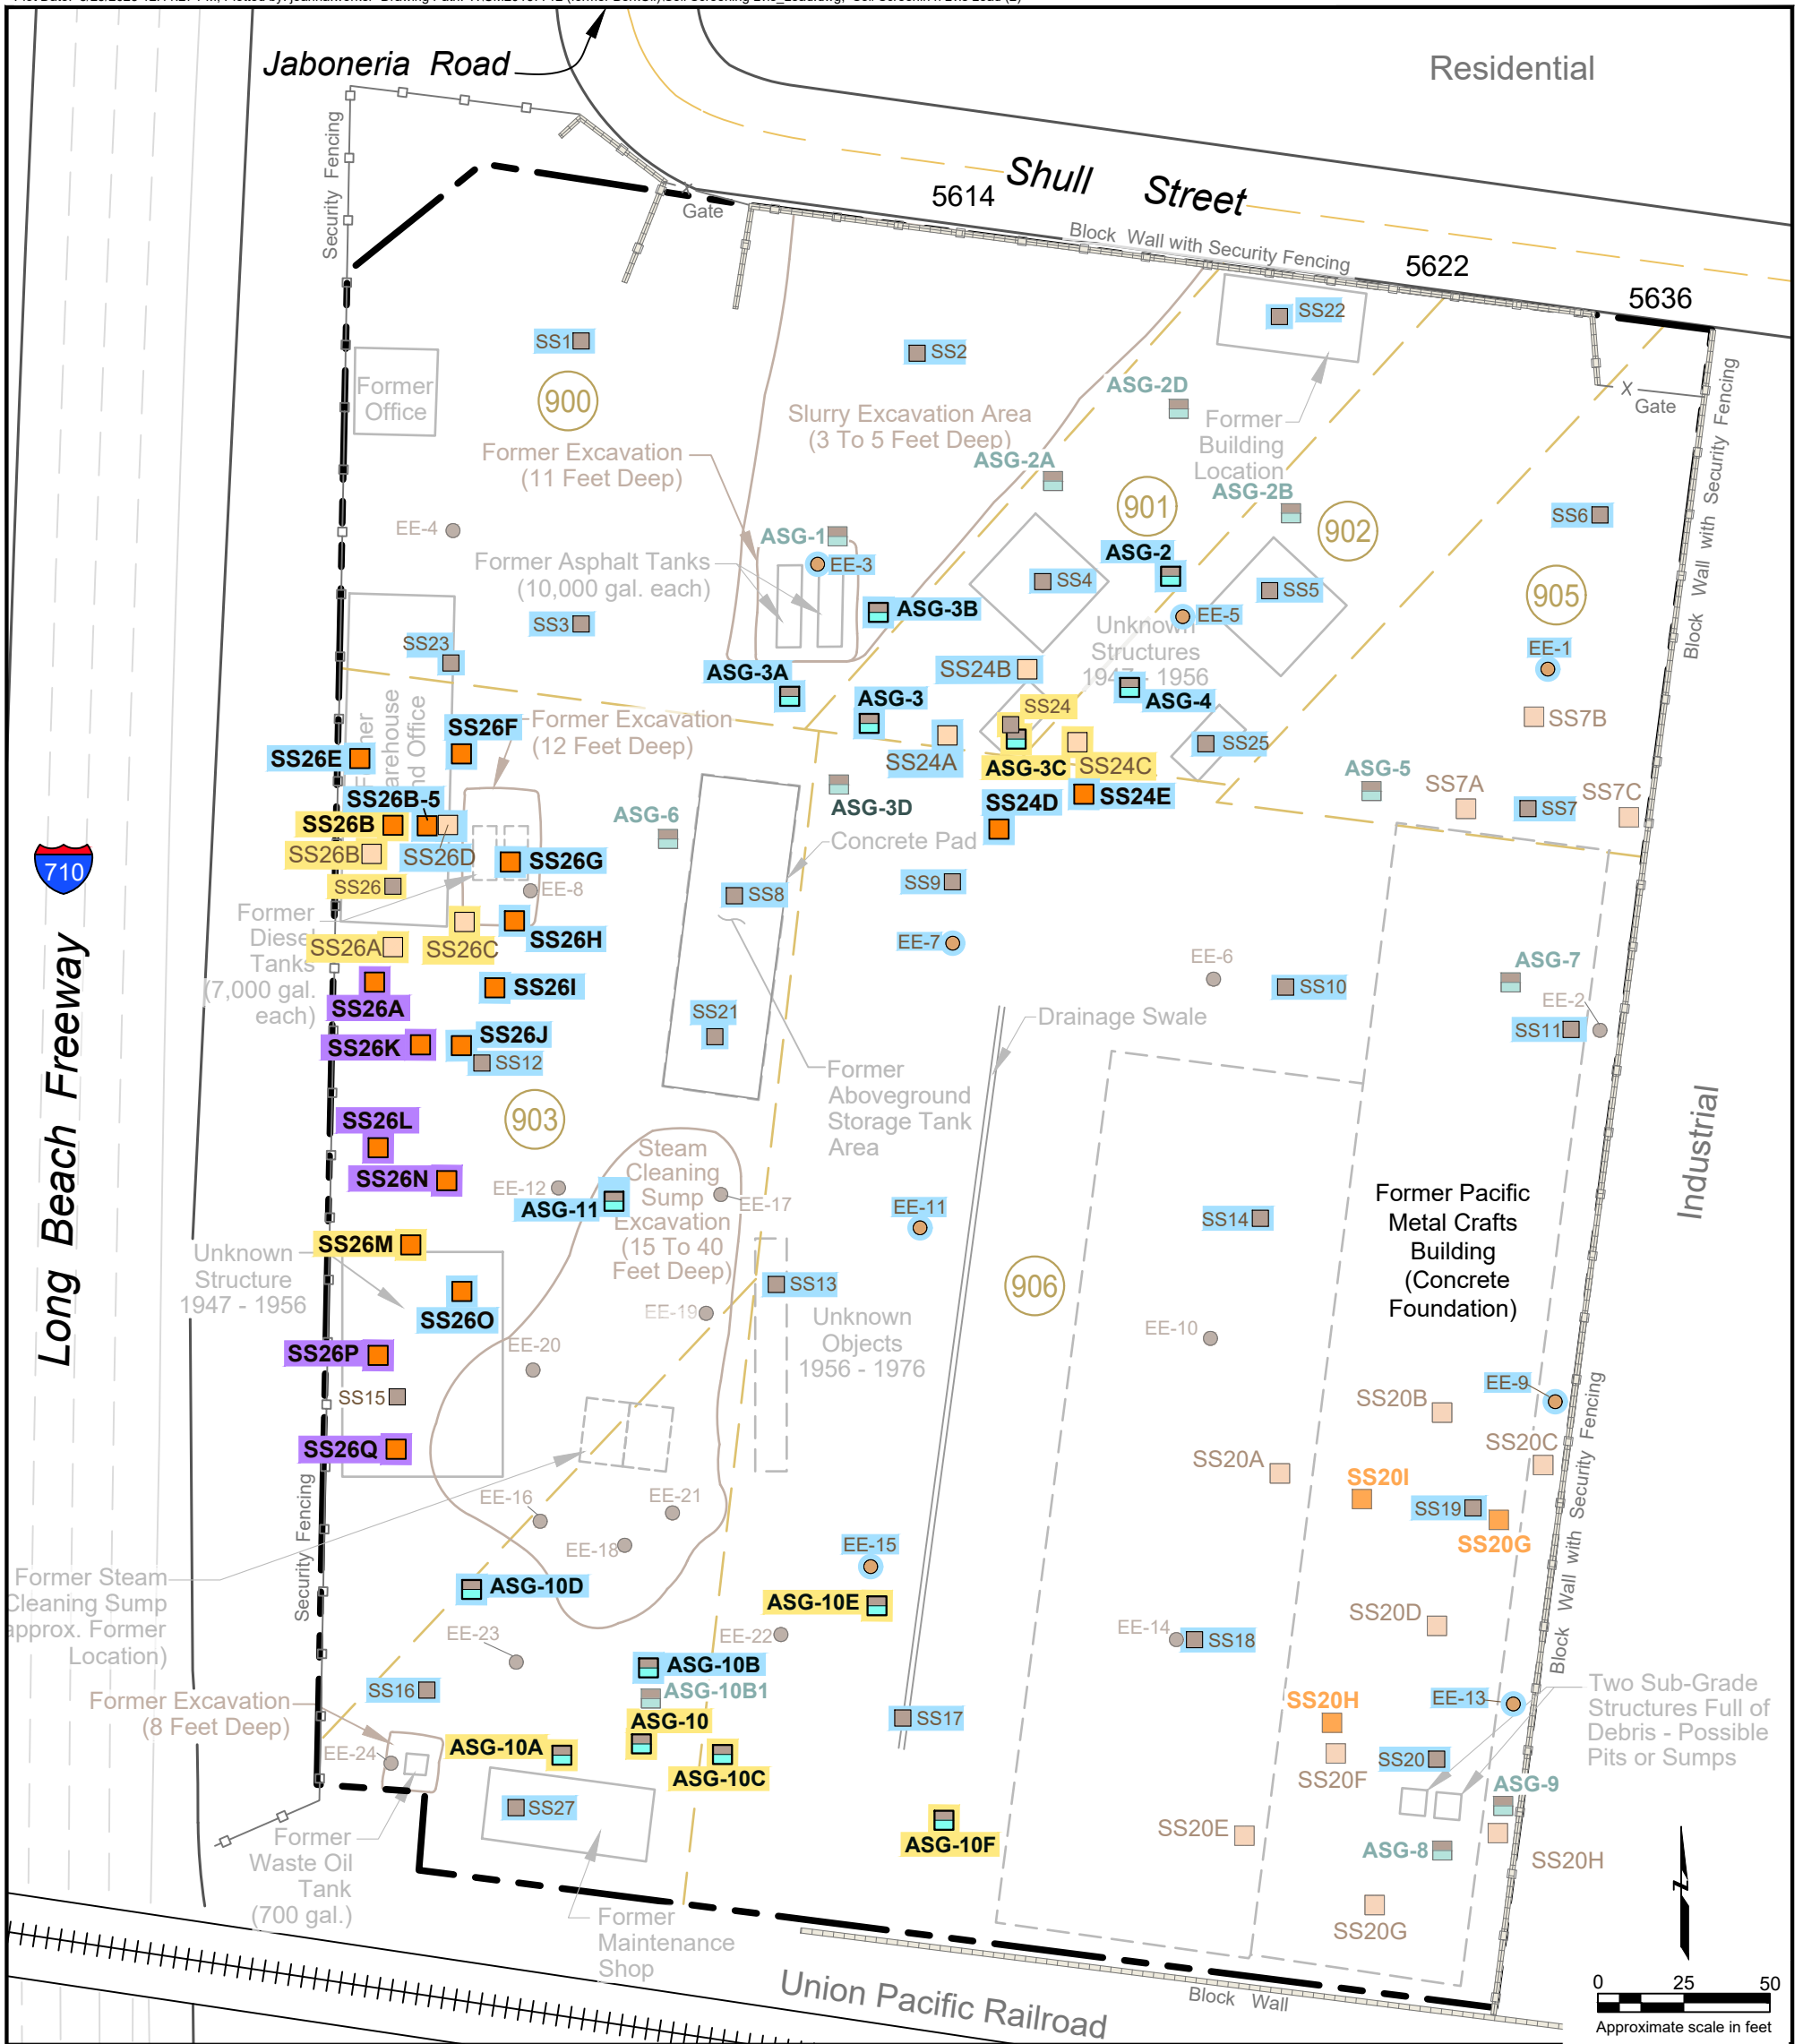 Jaboneria Road
Residential
Shull Street
5614
5622
5636
Gate
Block Wall with Security Fencing
Security Fencing
SS1
SS2
SS22
Former
Office
900
Slurry Excavation Area
(3 To 5 Feet Deep)
ASG-2D
Former
Building
Location
X
Gate
Block Wall with Security Fencing
Former Excavation
(11 Feet Deep)
ASG-2A
ASG-2B
901
902
SS6
EE-4
ASG-1
EE-3
Former Asphalt Tanks
(10,000 gal. each)
ASG-2
SS4
SS5
905
ASG-3B
EE-5
SS3
SS23
Unknown
Structures
1947 - 1956
EE-1
ASG-3A
SS24B
ASG-3
ASG-4
SS24
SS7B
SS26F
Former Excavation
(12 Feet Deep)
SS26E
SS24A
ASG-3C
SS24C
SS25
ASG-5
SS7A
SS7
SS7C
SS26B-5
ASG-3D
SS24D
SS24E
SS26B
SS26B
SS26D
SS26G
ASG-6
Concrete Pad
710
SS26
EE-8
SS8
SS9
Former
Diesel
Tanks
(7,000 gal.
each)
SS26A
SS26C
SS26H
EE-7
EE-6
ASG-7
SS26A
SS26I
SS10
EE-2
SS11
SS21
Drainage Swale
SS26K
SS26J
SS12
Former
Aboveground
Storage Tank
Area
Long Beach Freeway
Industrial
SS26L
903
Steam
Cleaning
Sump
Excavation
(15 To 40
Feet Deep)
SS26N
EE-12
ASG-11
EE-17
EE-11
SS14
Former Pacific
Metal Crafts
Building
(Concrete
Foundation)
SS26M
Unknown
Structure
1947 - 1956
SS26O
EE-19
SS13
906
Unknown
Objects
1956 - 1976
EE-20
EE-10
SS26P
SS15
EE-9
SS20B
SS26Q
SS20C
SS20A
SS20I
SS19
SS20G
Block Wall with Security Fencing
Security Fencing
EE-16
EE-21
EE-18
EE-15
Former Steam
Cleaning Sump
approx. Former
Location)
ASG-10D
ASG-10E
SS20D
EE-23
EE-22
EE-14
SS18
ASG-10B
ASG-10B1
SS16
Former Excavation
(8 Feet Deep)
SS17
SS20H
EE-13
Two Sub-Grade
Structures Full of
Debris - Possible
Pits or Sumps
ASG-10
ASG-10A
ASG-10C
EE-24
SS20F
SS20
ASG-9
SS27
SS20E
ASG-10F
ASG-8
SS20H
Former
Waste Oil
Tank
(700 gal.)
Former
Maintenance
Shop
SS20G
Union Pacific Railroad
Block Wall
0 25 50
Approximate scale in feet